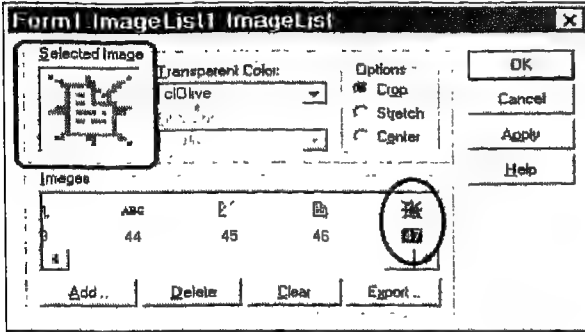 Form1.ImageList1 ImageList
Selected Image
Transparent Color:
clOlive
Options
Crop
Stretch
Center
OK
Cancel
Apply
Help
Images
ABC
3 44 45 46 47
Add... Delete Clear Export...